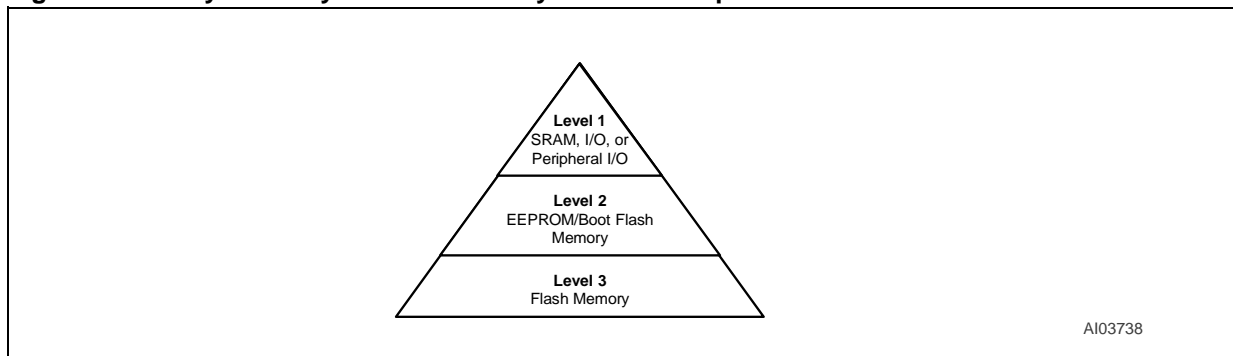 Level 1
SRAM, I/O, or
Peripheral I/O
Level 2
EEPROM/Boot Flash
Memory
Level 3
Flash Memory
AI03738